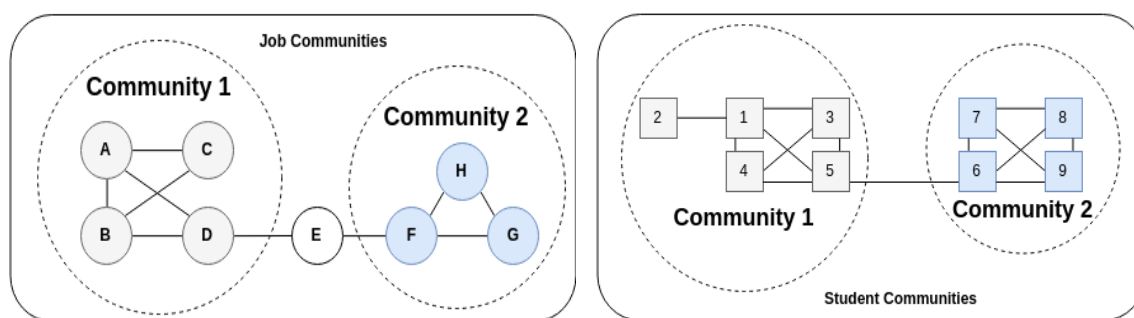 Job Communities
Community 1
Community 2
A C
H
B D E F G
2 1 3
4 5
Community 1
7 8
6 9
Community 2
Student Communities